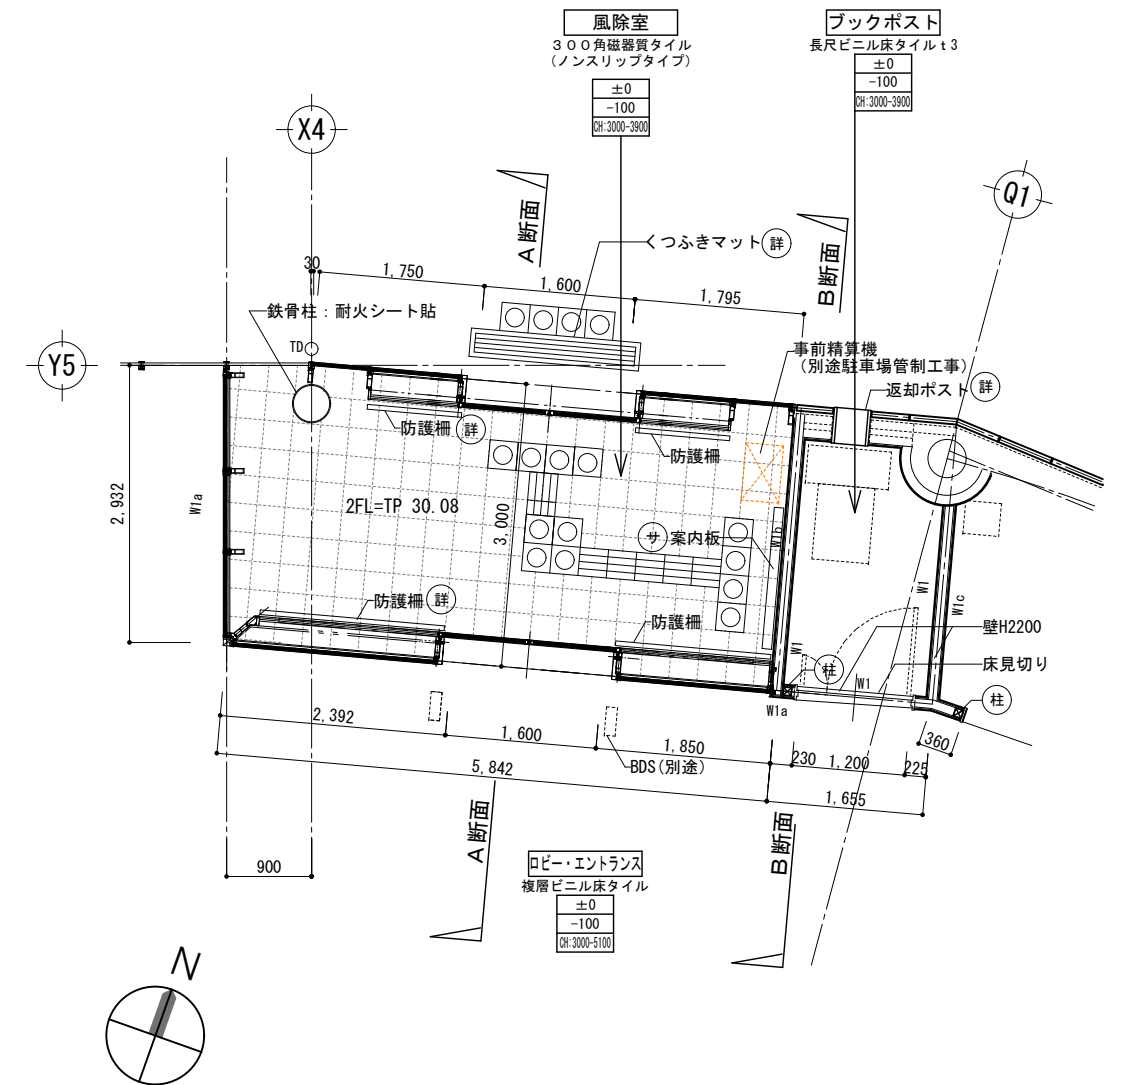 風除室
300角磁器質タイル
(ノンスリップタイプ)
±0
-100
CH:3000-3900
ブックポスト
長尺ビニル床タイルt3
±0
-100
CH:3000-3900
X4
Q1
Y5
A断面
B断面
くつふきマット 詳
30
1,750
1,600
1,795
鉄骨柱：耐火シート貼
TD
事前精算機
(別途駐車場管制工事)
返却ポスト 詳
防護柵 詳
防護柵
2,932
W1a
2FL=TP 30.08
3,000
サ 案内板
W1b
W1
W1c
防護柵 詳
防護柵
壁H2200
W1
床見切り
柱
W1
柱
W1a
2,392
1,600
1,850
BDS(別途)
230
1,200
225
360
5,842
1,655
A断面
B断面
900
ロビー・エントランス
複層ビニル床タイル
±0
-100
CH:3000-5100
N